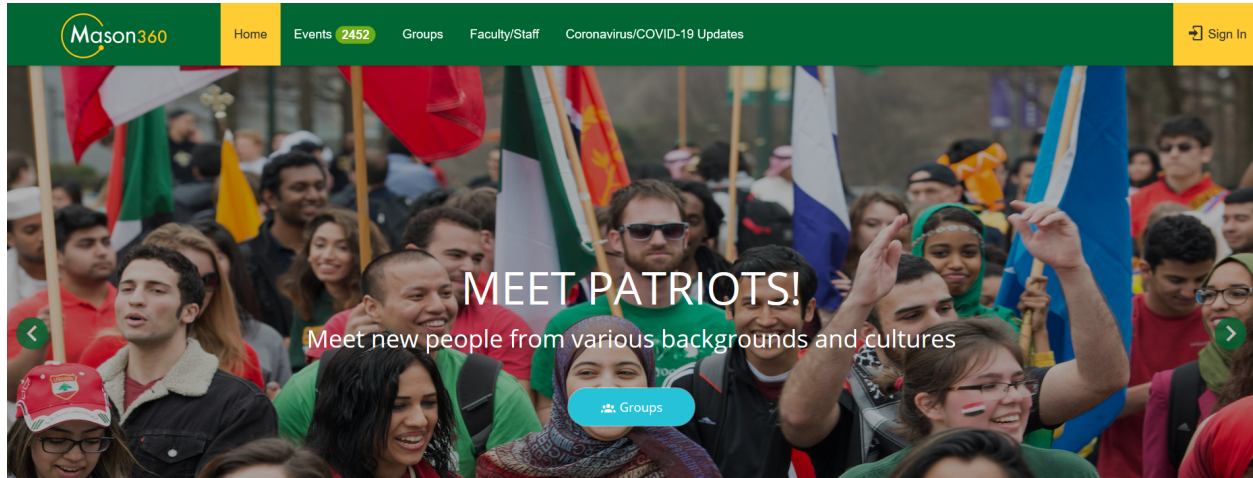 Mason360
Home
Events 2452
Groups
Faculty/Staff
Coronavirus/COVID-19 Updates
Sign In
MEET PATRIOTS!
Meet new people from various backgrounds and cultures
Groups